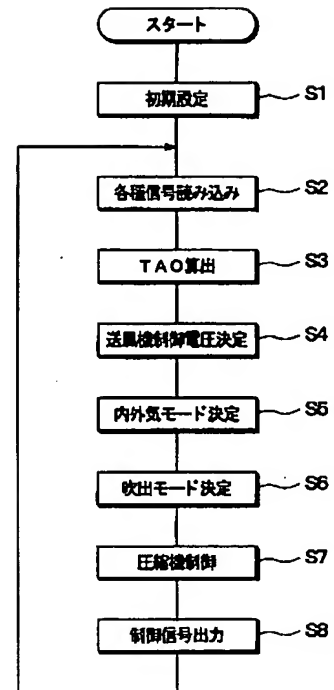 スタート
初期設定 S1
各種信号読み込み S2
TAO算出 S3
送風機制御電圧決定 S4
内外気モード決定 S5
吹出モード決定 S6
圧縮機制御 S7
制御信号出力 S8